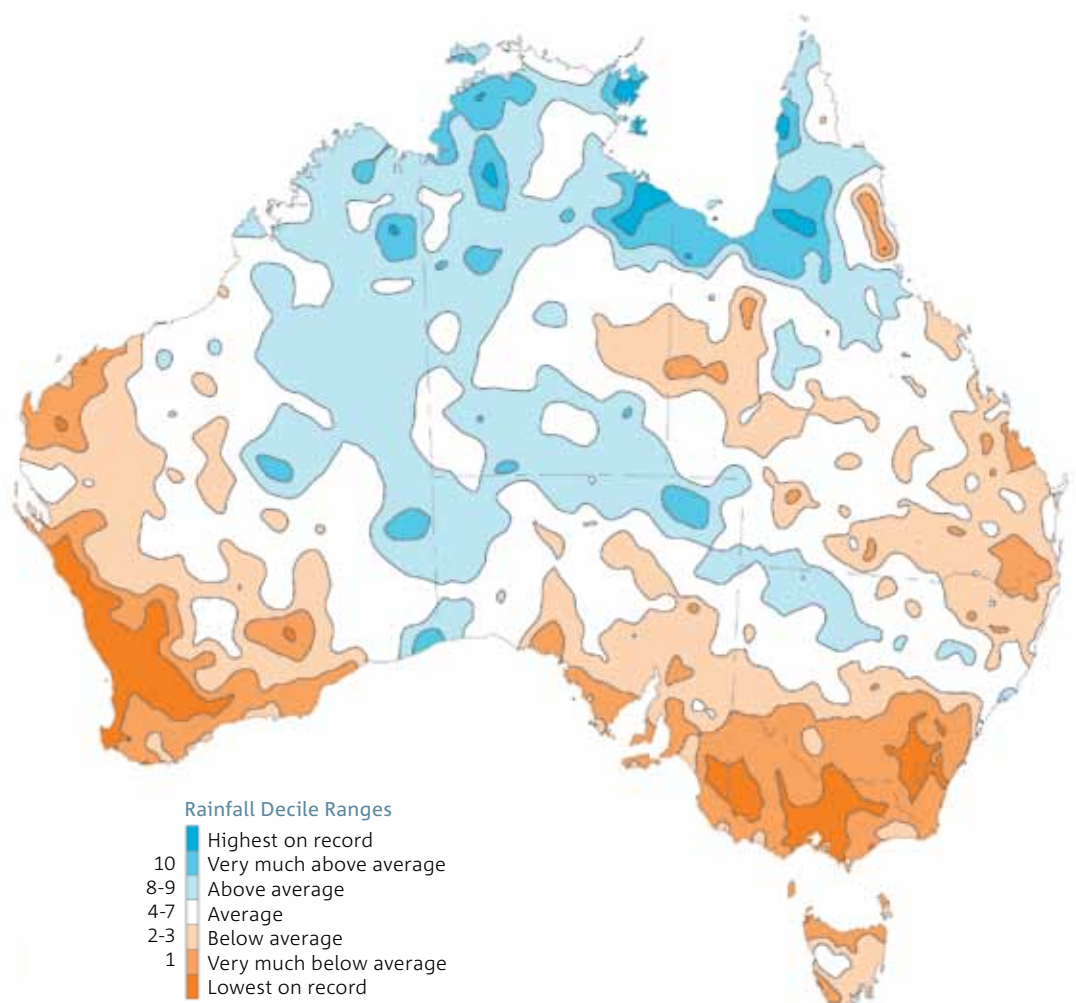 Rainfall Decile Ranges
Highest on record
10 Very much above average
8-9 Above average
4-7 Average
2-3 Below average
1 Very much below average
Lowest on record